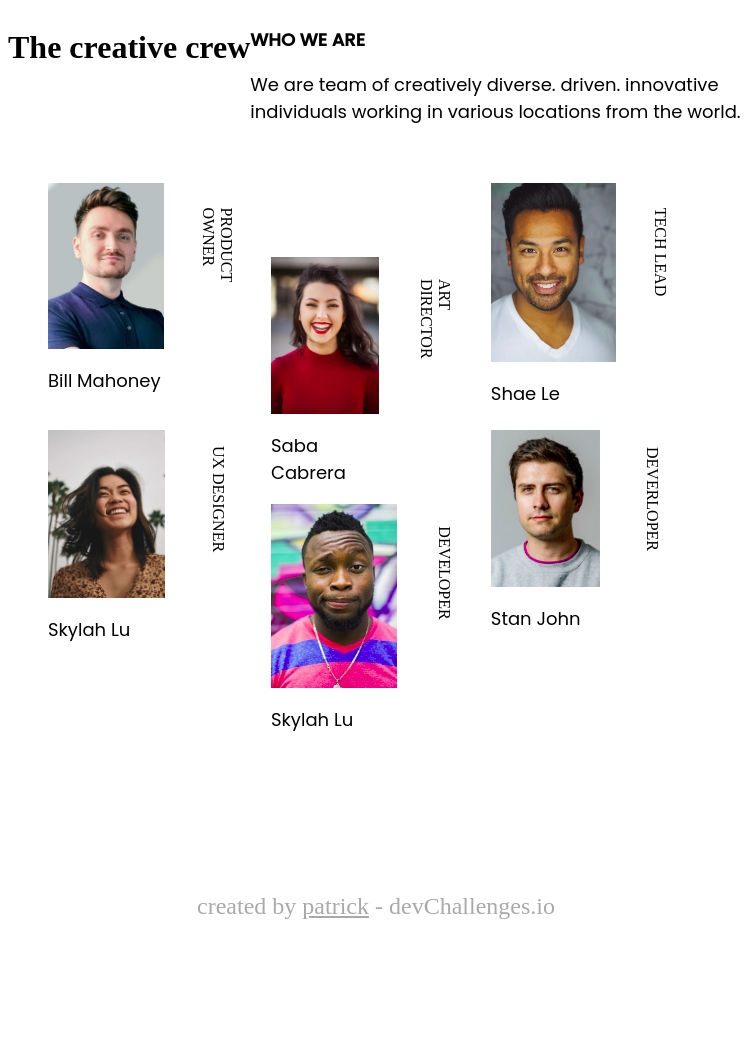 The creative crew
WHO WE ARE
We are team of creatively diverse. driven. innovative
individuals working in various locations from the world.
PRODUCT
OWNER
Bill Mahoney
ART
DIRECTOR
Saba
Cabrera
TECH LEAD
Shae Le
UX DESIGNER
Skylah Lu
DEVELOPER
Skylah Lu
DEVERLOPER
Stan John
created by patrick - devChallenges.io